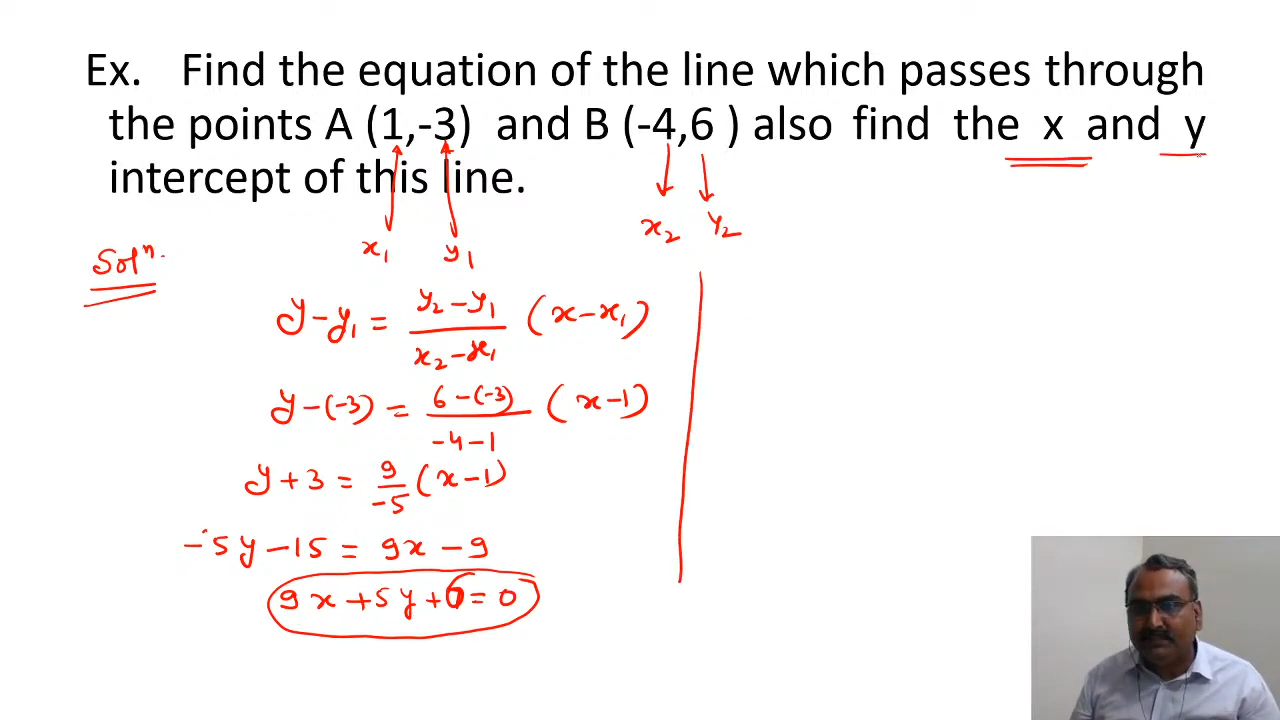 Ex. Find the equation of the line which passes through
the points A (1,-3) and B (-4,6 ) also find the x and y
intercept of this line.
x₂ y₂
x₁ y₁
Solⁿ.
y-y₁ = (y₂-y₁)/(x₂-x₁) (x-x₁)
y-(-3) = (6-(-3))/(-4-1) (x-1)
y+3 = 9/-5 (x-1)
-5y-15 = 9x-9
9x+5y+6=0